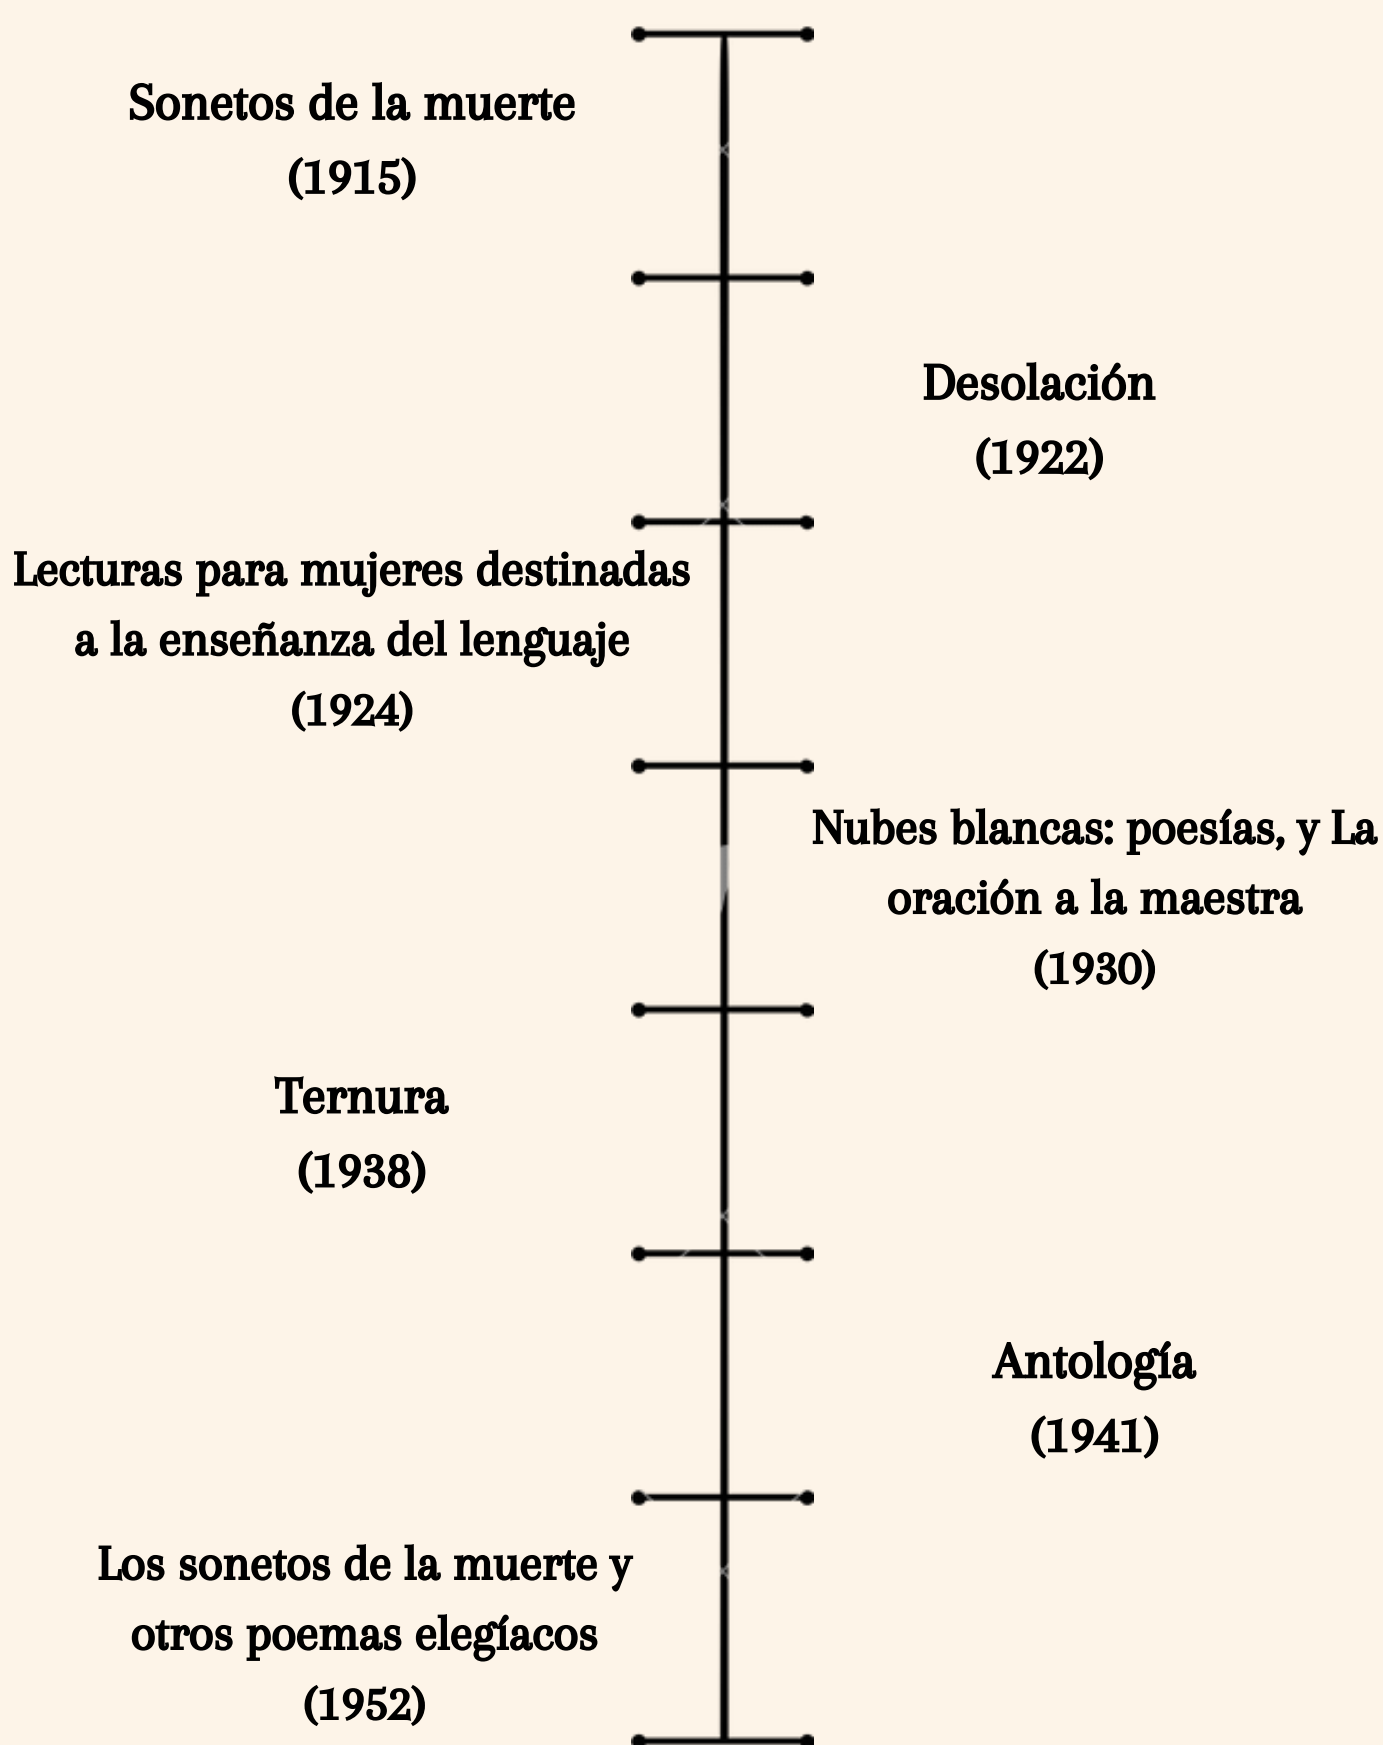 Sonetos de la muerte
(1915)
Desolación
(1922)
Lecturas para mujeres destinadas
a la enseñanza del lenguaje
(1924)
Nubes blancas: poesías, y La
oración a la maestra
(1930)
Ternura
(1938)
Antología
(1941)
Los sonetos de la muerte y
otros poemas elegíacos
(1952)